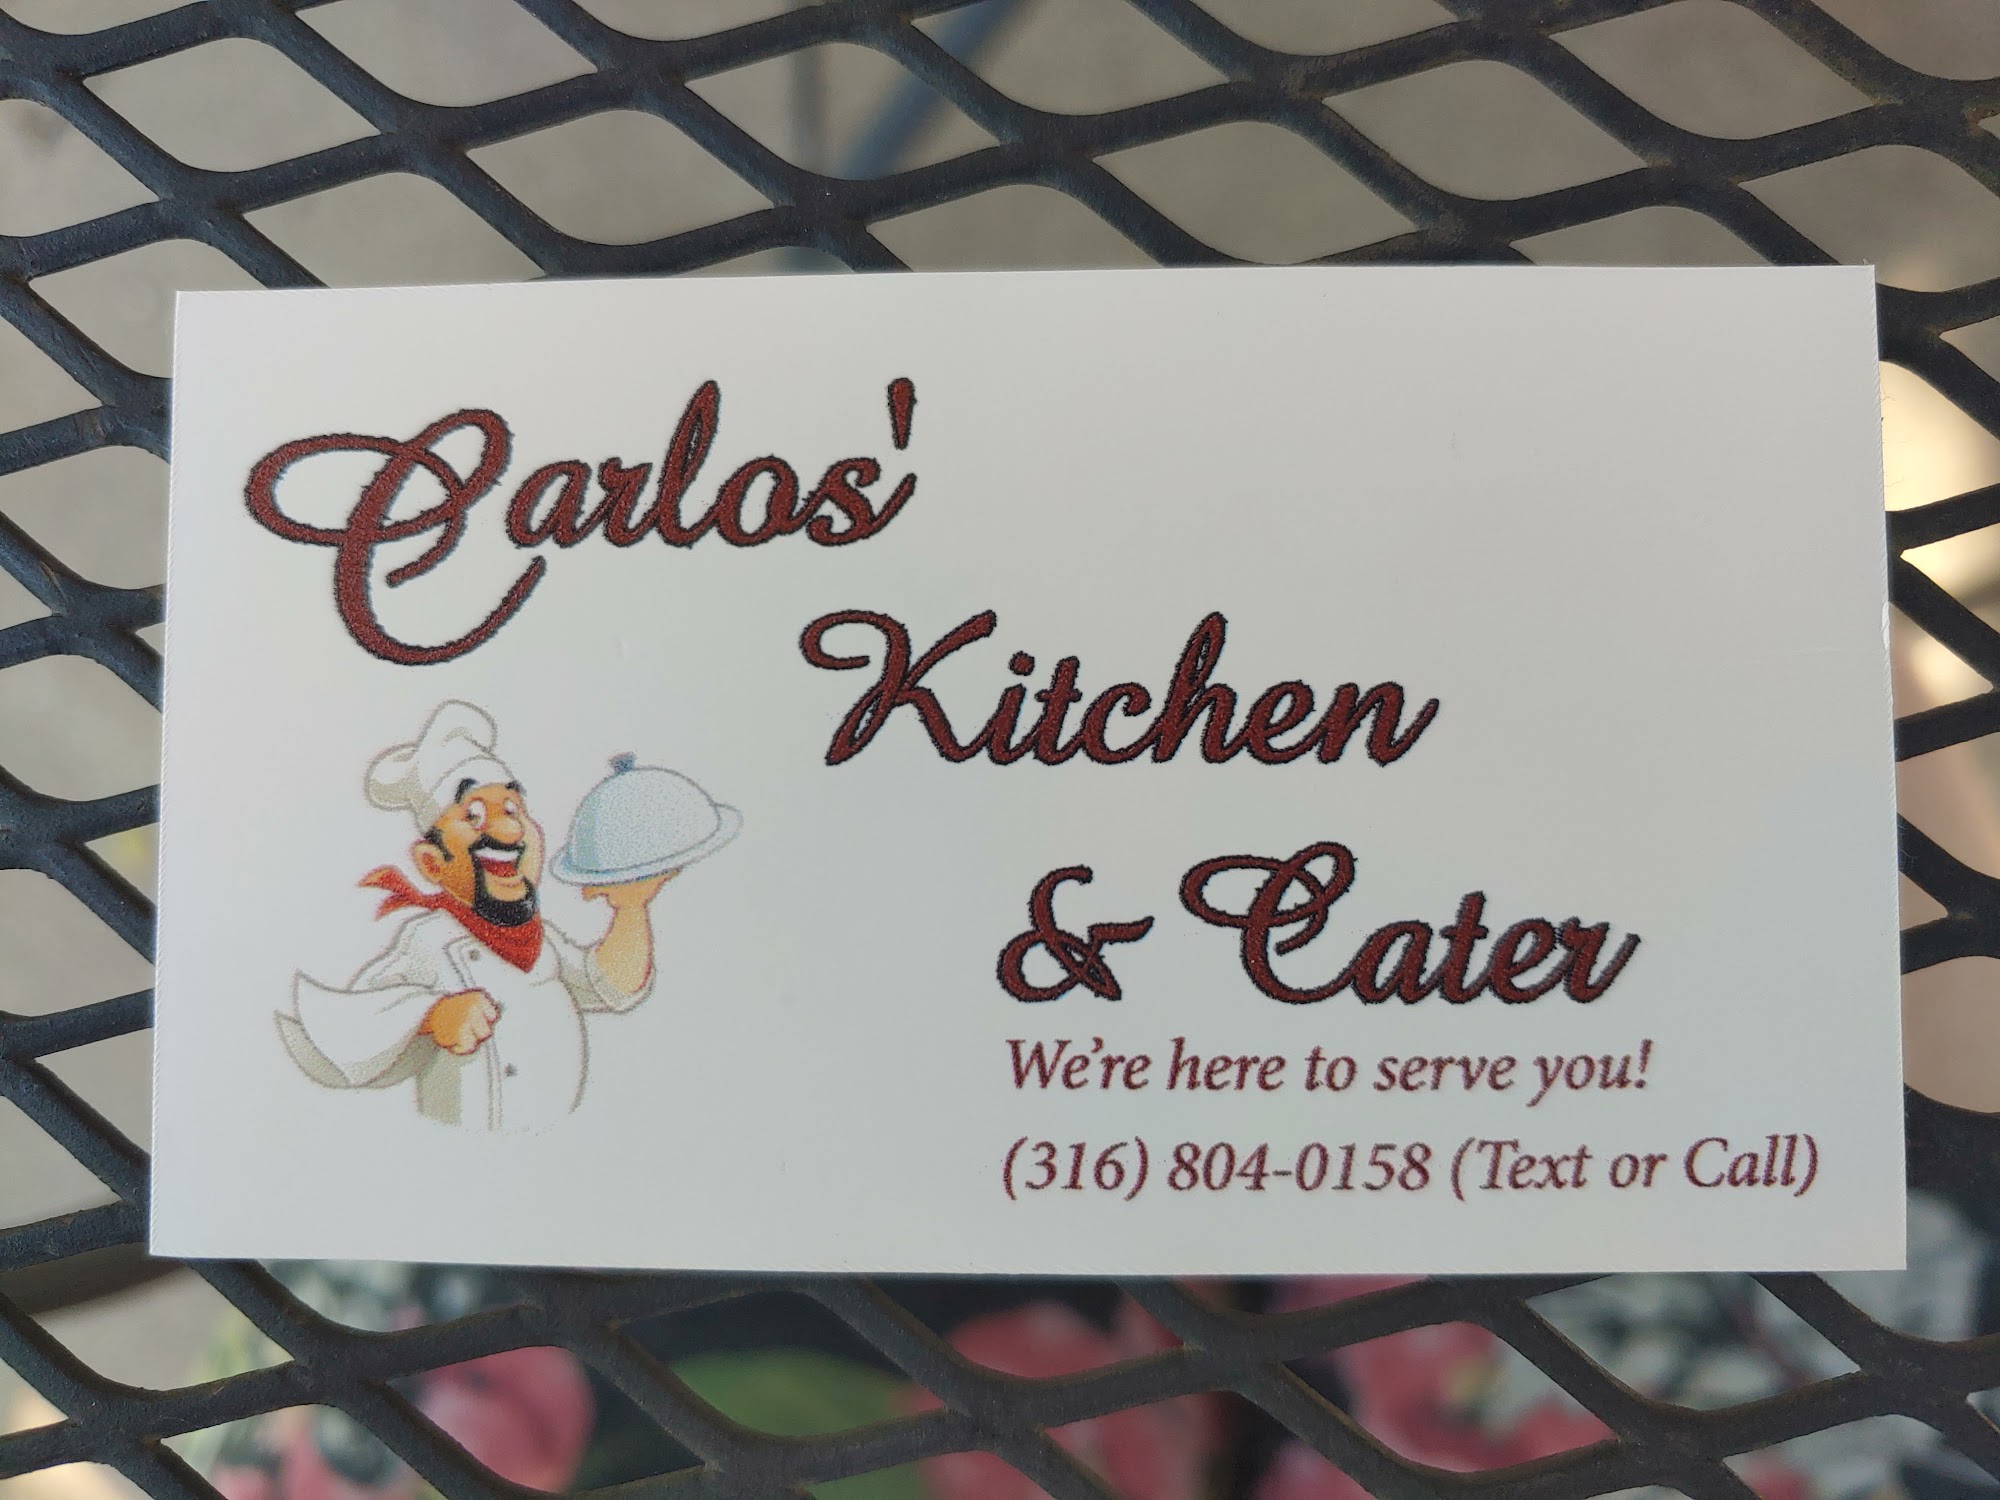 Carlos'
Kitchen
& Cater
We're here to serve you!
(316) 804-0158 (Text or Call)